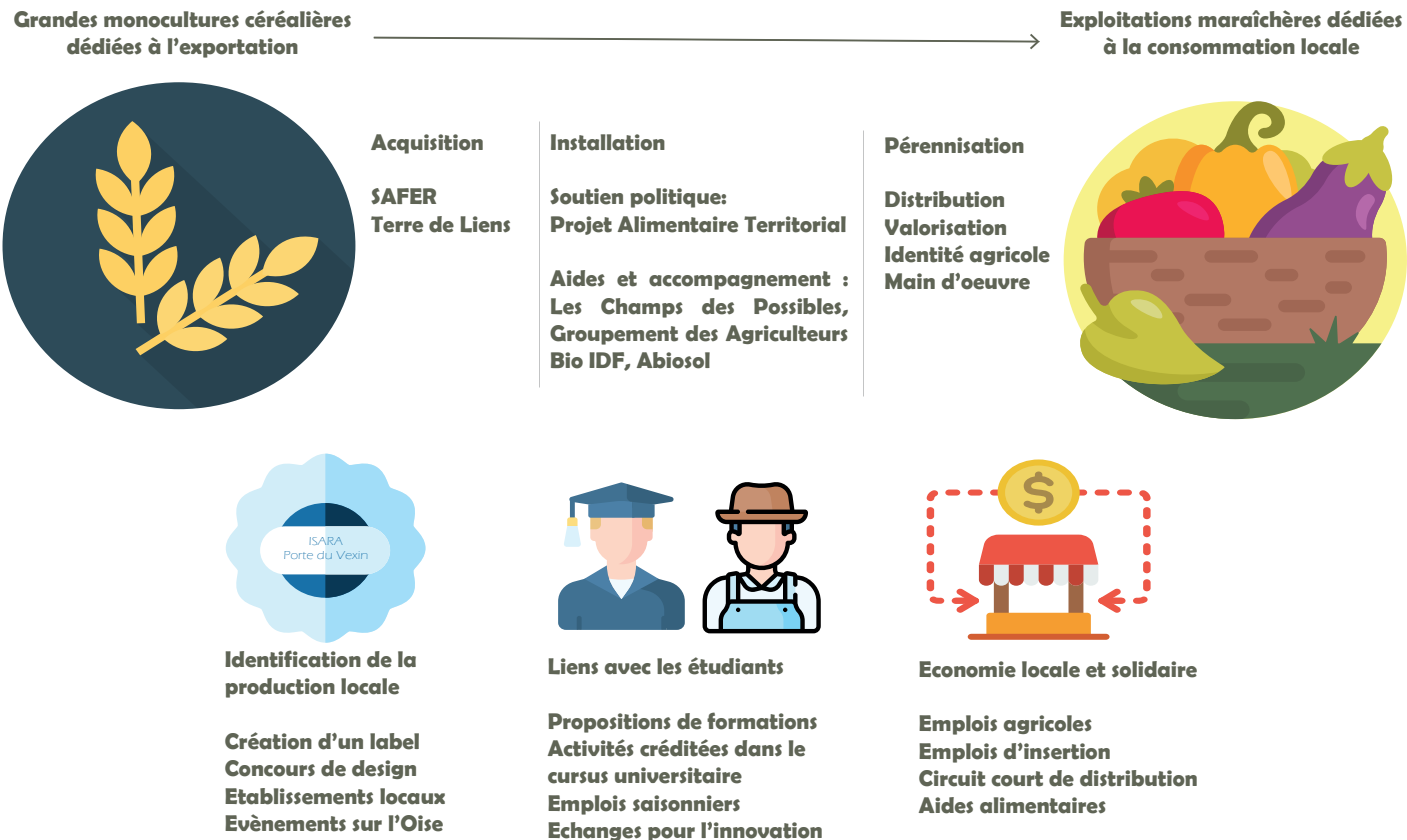 Grandes monocultures céréalières
dédiées à l'exportation
Exploitations maraîchères dédiées
à la consommation locale
Acquisition
SAFER
Terre de Liens
Installation
Soutien politique:
Projet Alimentaire Territorial
Aides et accompagnement :
Les Champs des Possibles,
Groupement des Agriculteurs
Bio IDF, Abiosol
Pérennisation
Distribution
Valorisation
Identité agricole
Main d'oeuvre
ISARA
Porte du Vexin
Identification de la
production locale
Création d'un label
Concours de design
Etablissements locaux
Evènements sur l'Oise
Liens avec les étudiants
Propositions de formations
Activités créditées dans le
cursus universitaire
Emplois saisonniers
Echanges pour l'innovation
$
Economie locale et solidaire
Emplois agricoles
Emplois d'insertion
Circuit court de distribution
Aides alimentaires